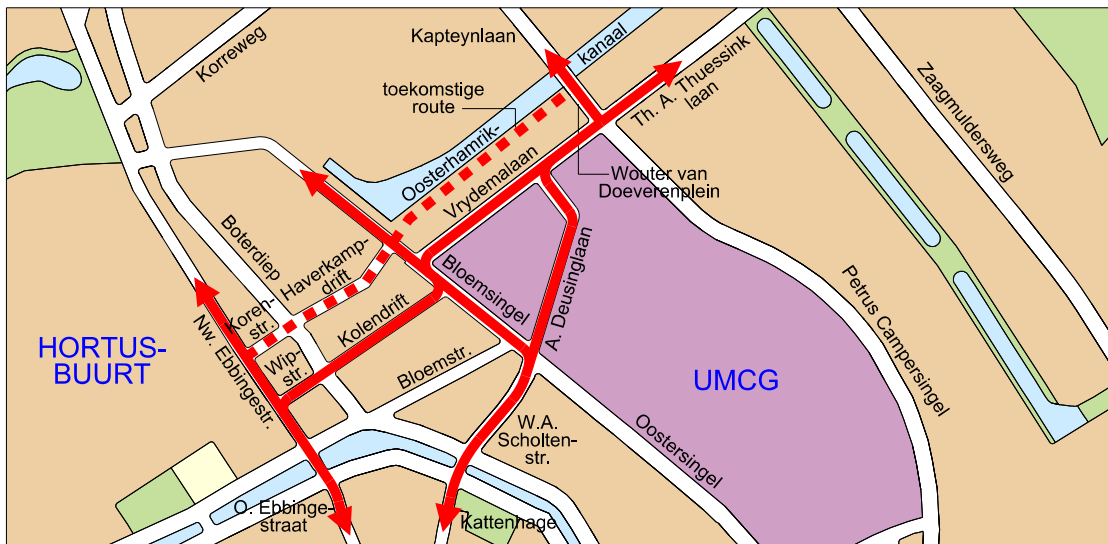 Kapteynlaan
kanaal
Korreweg
toekomstige
route
Th. A. Thuessink
laan
Zaagmuldersweg
Oosterhamrik-
Vrydemalaan
Wouter van
Doeverenplein
Boterdiep
Haverkamp-
drift
Bloemsingel
A. Deusinglaan
Petrus Campersingel
Koren-
str.
Kolendrift
Nw. Ebbingestr.
Wip-
str.
Bloemstr.
HORTUS-
BUURT
UMCG
W.A.
Scholten-
str.
Oostersingel
O. Ebbinge-
straat
Kattenhage